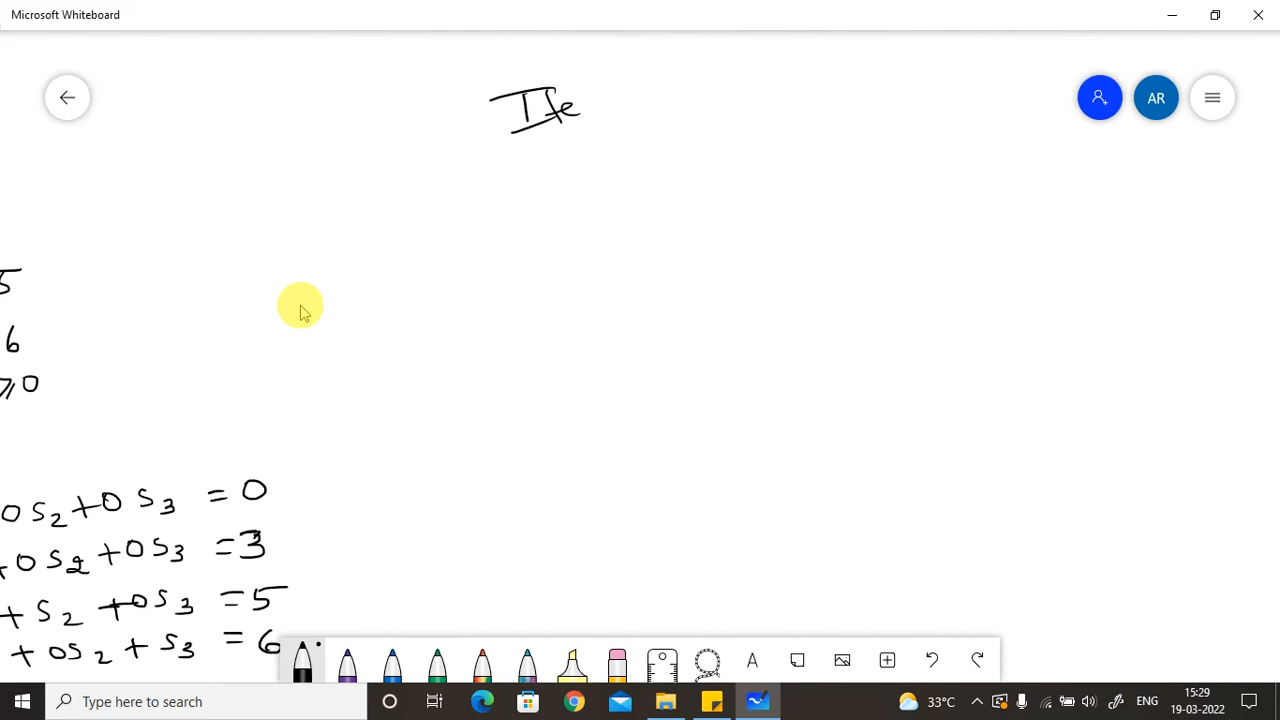 Microsoft Whiteboard
Ite
AR
5
6
≥0
0S2+0S3 =0
+0S2+0S3 =3
+S2+0S3 =5
+0S2+S3 =6
A
Type here to search
33°C
ENG
15:29
19-03-2022